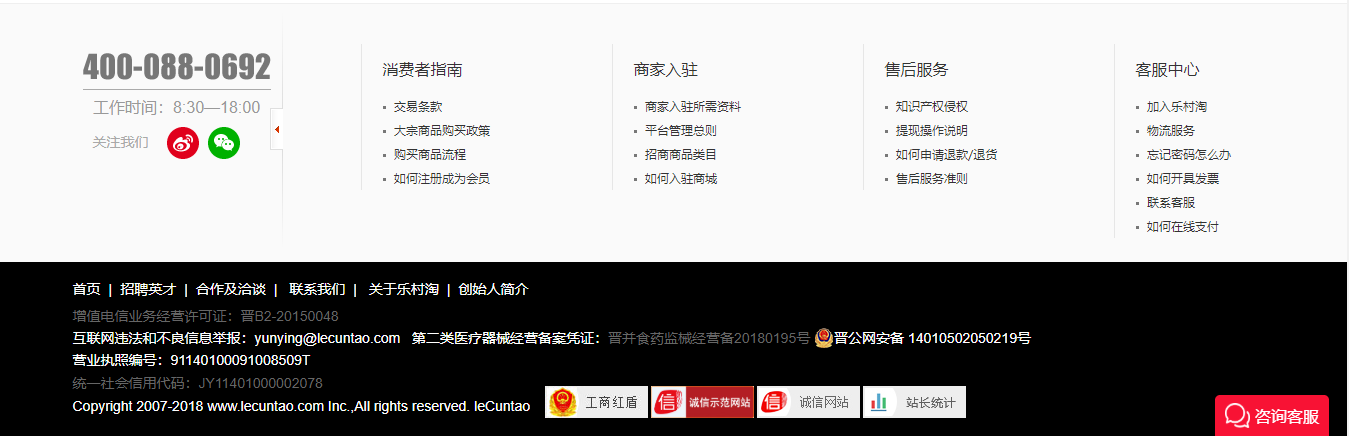 400-088-0692
工作时间：8:30—18:00
关注我们
消费者指南
交易条款
大宗商品购买政策
购买商品流程
如何注册成为会员
商家入驻
商家入驻所需资料
平台管理总则
招商商品类目
如何入驻商城
售后服务
知识产权侵权
提现操作说明
如何申请退款/退货
售后服务准则
客服中心
加入乐村淘
物流服务
忘记密码怎么办
如何开具发票
联系客服
如何在线支付
首页 | 招聘英才 | 合作及洽谈 | 联系我们 | 关于乐村淘 | 创始人简介
增值电信业务经营许可证：晋B2-20150048
互联网违法和不良信息举报：yunying@lecuntao.com 第二类医疗器械经营备案凭证：晋并食药监械经营备20180195号 晋公网安备 14010502050219号
营业执照编号：91140100091008509T
统一社会信用代码：JY11401000002078
Copyright 2007-2018 www.lecuntao.com Inc.,All rights reserved. leCuntao 工商红盾 信 诚信示范网站 信 诚信网站 站长统计
咨询客服